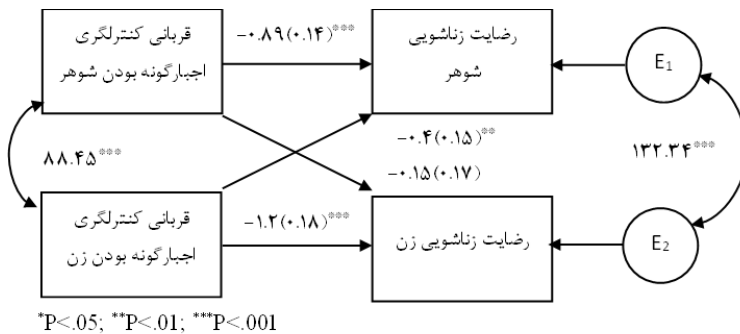 قربانی کنترلگری
اجبارگونه بودن شوهر
-۰.۸۹(۰.۱۴)***
رضایت زناشویی
شوهر
E1
۸۸.۴۵***
-۰.۴(۰.۱۵)**
-۰.۱۵(۰.۱۷)
۱۳۲.۳۴***
قربانی کنترلگری
اجبارگونه بودن زن
-۱.۲(۰.۱۸)***
رضایت زناشویی زن
E2
*P<.05; **P<.01; ***P<.001